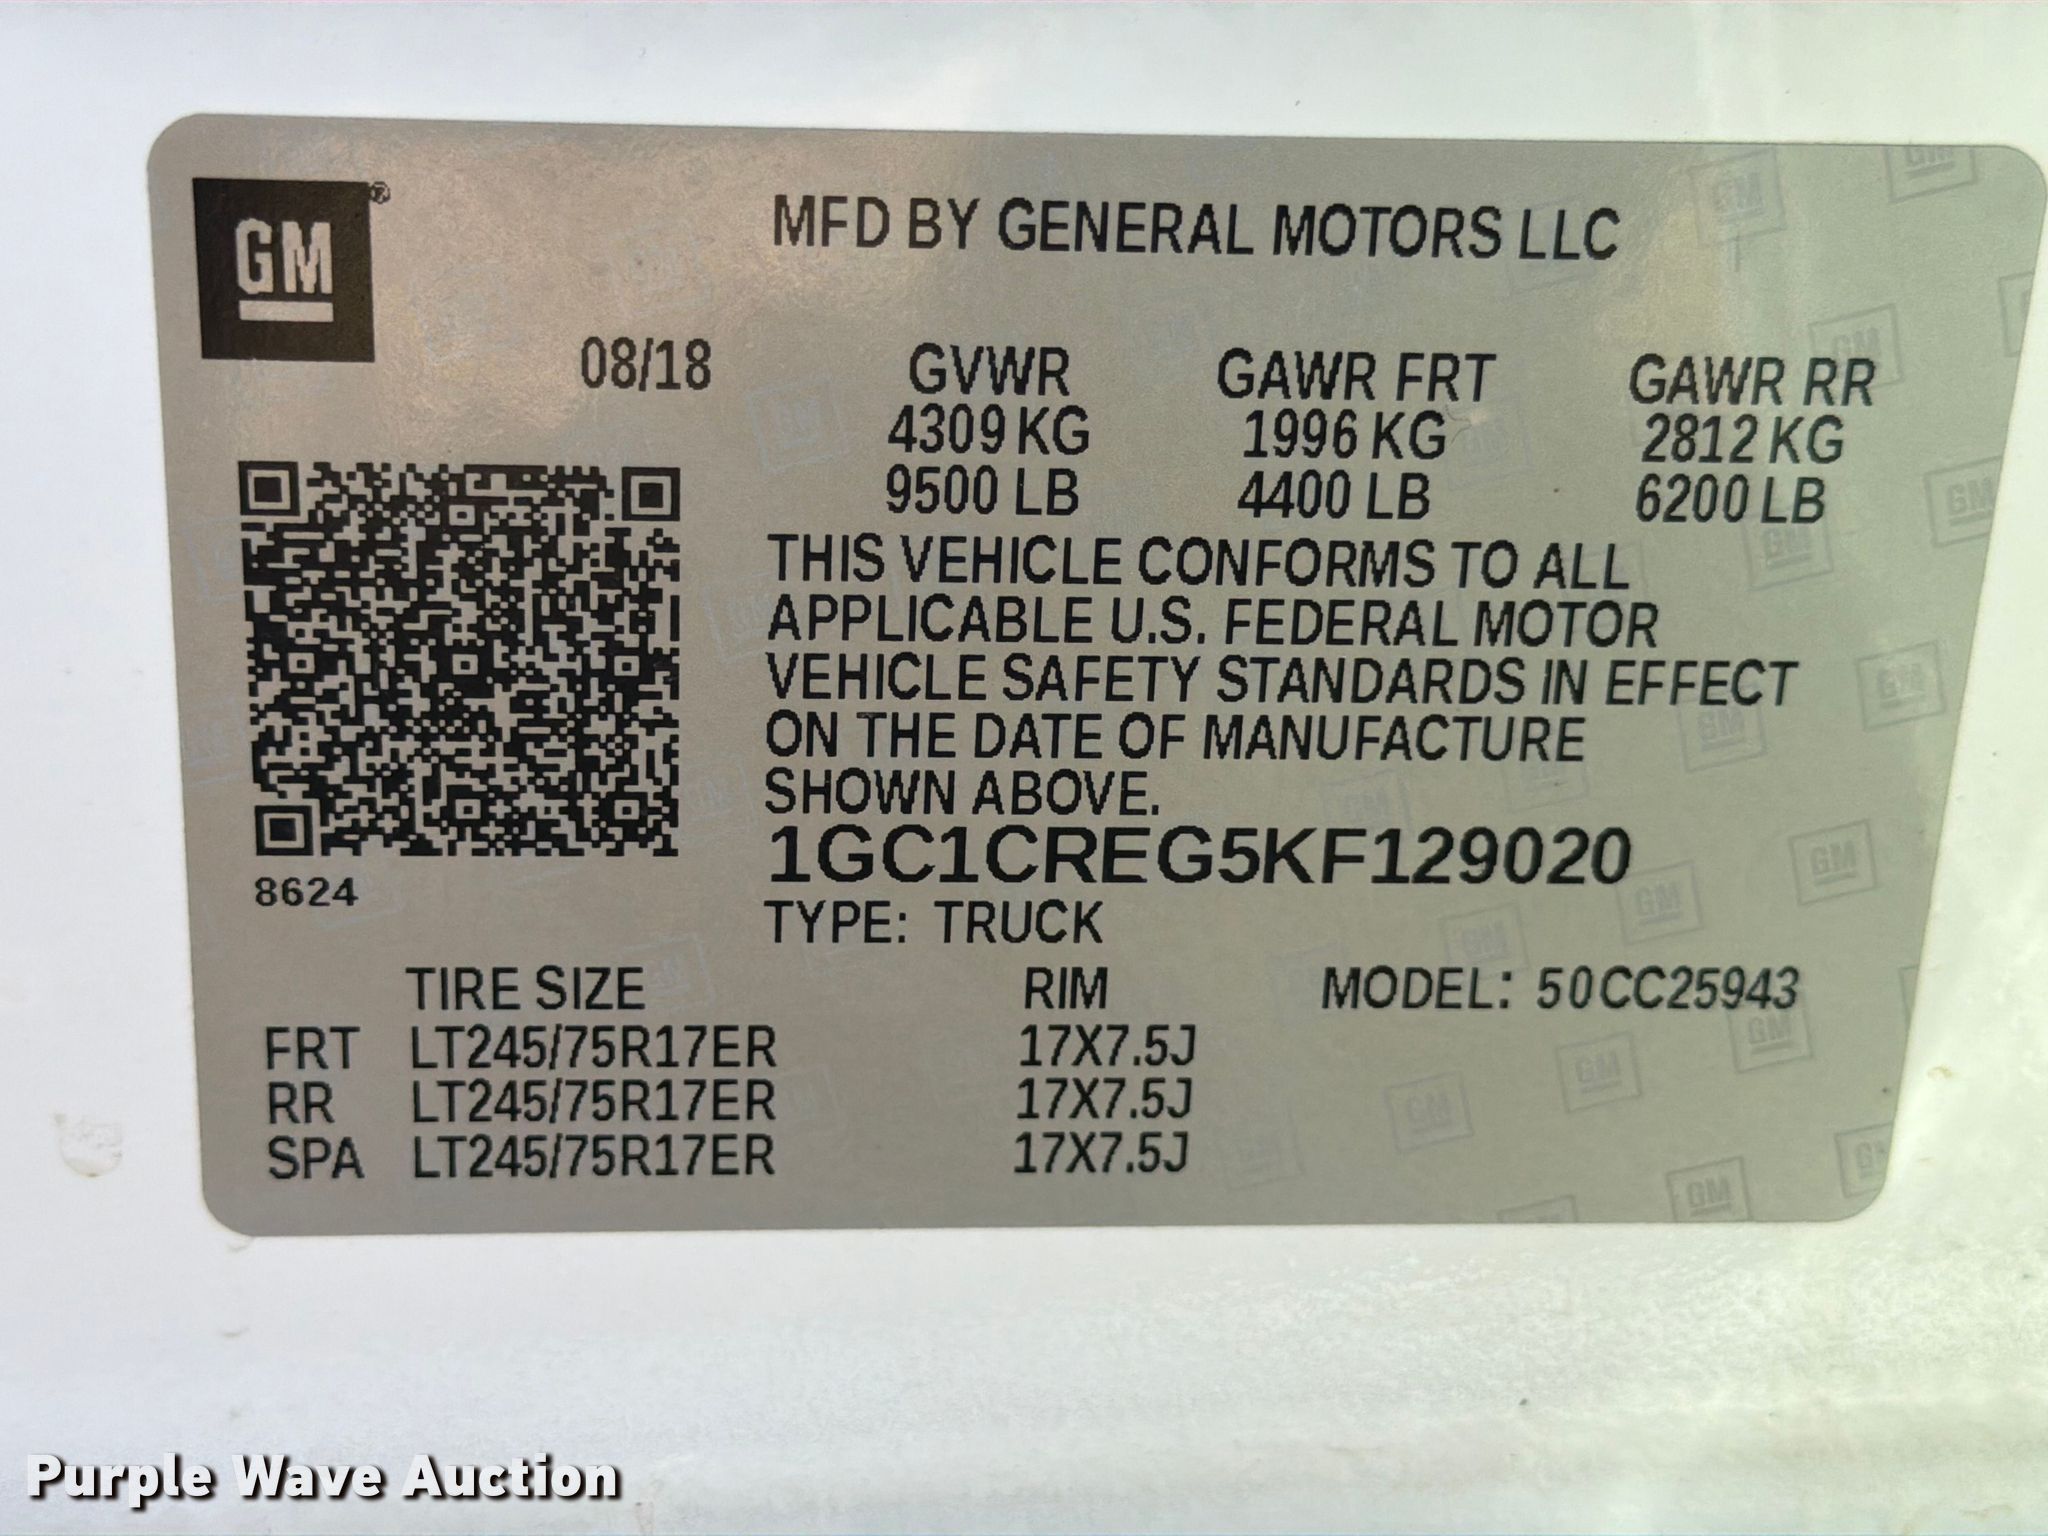 GM®
MFD BY GENERAL MOTORS LLC
08/18
GVWR GAWR FRT GAWR RR
4309 KG 1996 KG 2812 KG
9500 LB 4400 LB 6200 LB
THIS VEHICLE CONFORMS TO ALL
APPLICABLE U.S. FEDERAL MOTOR
VEHICLE SAFETY STANDARDS IN EFFECT
ON THE DATE OF MANUFACTURE
SHOWN ABOVE.
1GC1CREG5KF129020
8624
TYPE: TRUCK
TIRE SIZE RIM MODEL: 50CC25943
FRT LT245/75R17ER 17X7.5J
RR LT245/75R17ER 17X7.5J
SPA LT245/75R17ER 17X7.5J
Purple Wave Auction